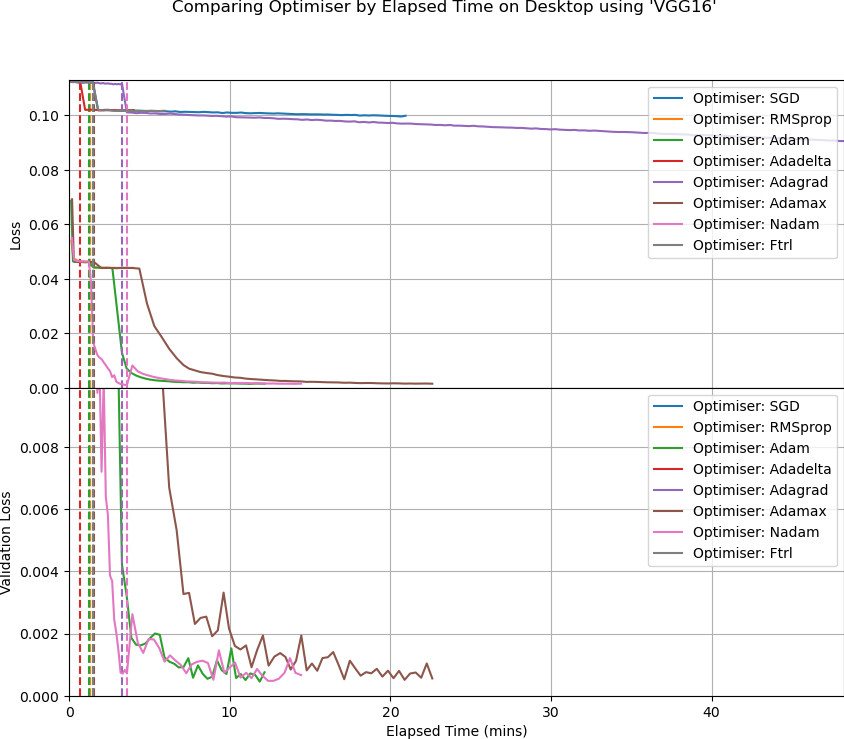 Comparing Optimiser by Elapsed Time on Desktop using 'VGG16'
Loss
0.10
0.08
0.06
0.04
0.02
0.00
Optimiser: SGD
Optimiser: RMSprop
Optimiser: Adam
Optimiser: Adadelta
Optimiser: Adagrad
Optimiser: Adamax
Optimiser: Nadam
Optimiser: Ftrl
Validation Loss
0.008
0.006
0.004
0.002
0.000
Optimiser: SGD
Optimiser: RMSprop
Optimiser: Adam
Optimiser: Adadelta
Optimiser: Adagrad
Optimiser: Adamax
Optimiser: Nadam
Optimiser: Ftrl
0 10 20 30 40
Elapsed Time (mins)